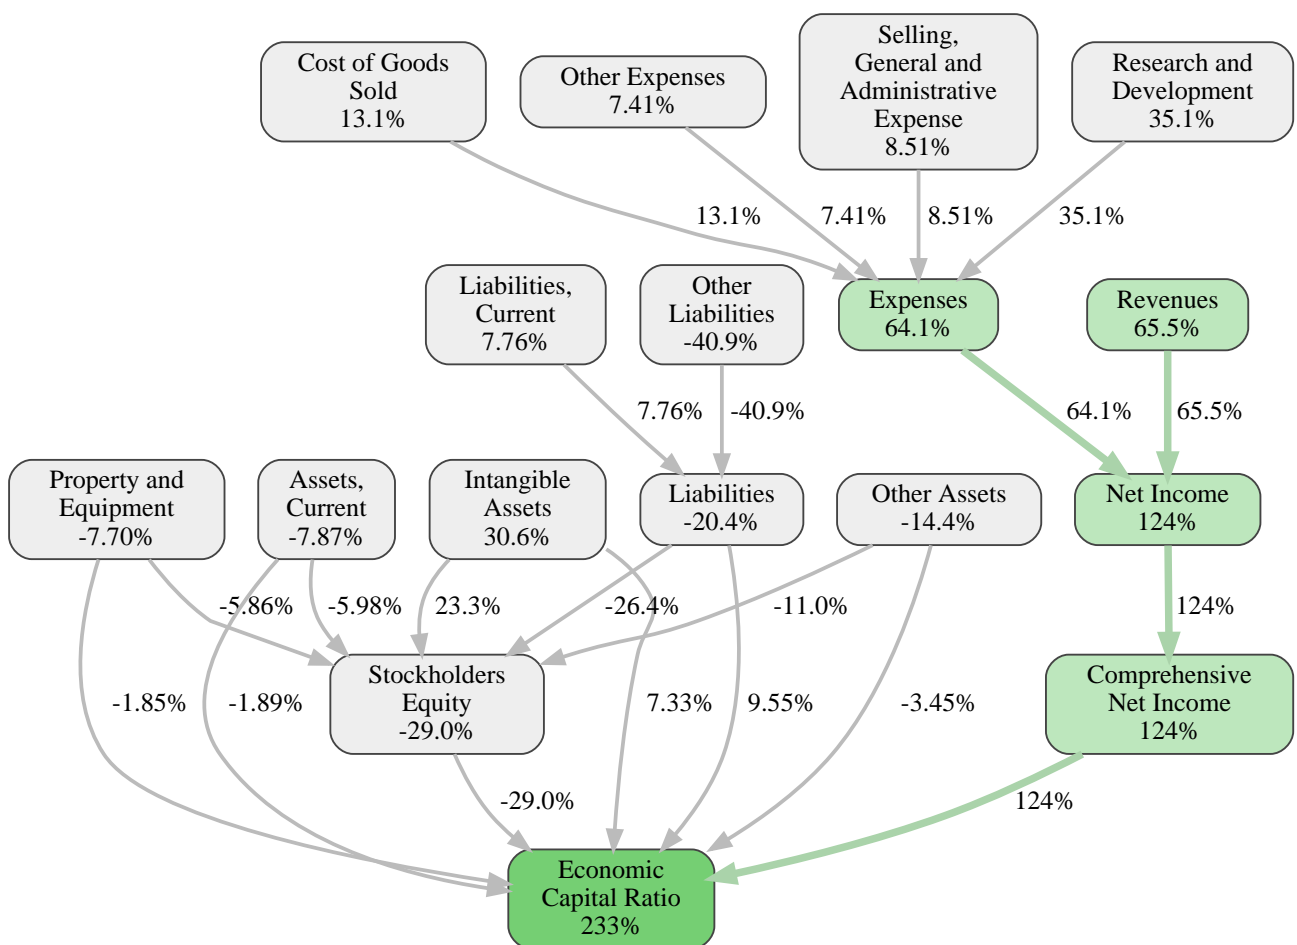 Cost of Goods
Sold
13.1%
Other Expenses
7.41%
Selling,
General and
Administrative
Expense
8.51%
Research and
Development
35.1%
13.1%
7.41%
8.51%
35.1%
Liabilities,
Current
7.76%
Other
Liabilities
-40.9%
Expenses
64.1%
Revenues
65.5%
7.76%
-40.9%
64.1%
65.5%
Property and
Equipment
-7.70%
Assets,
Current
-7.87%
Intangible
Assets
30.6%
Liabilities
-20.4%
Other Assets
-14.4%
Net Income
124%
-5.86%
-5.98%
23.3%
-26.4%
-11.0%
124%
Stockholders
Equity
-29.0%
Comprehensive
Net Income
124%
-1.85%
-1.89%
7.33%
9.55%
-3.45%
-29.0%
124%
Economic
Capital Ratio
233%